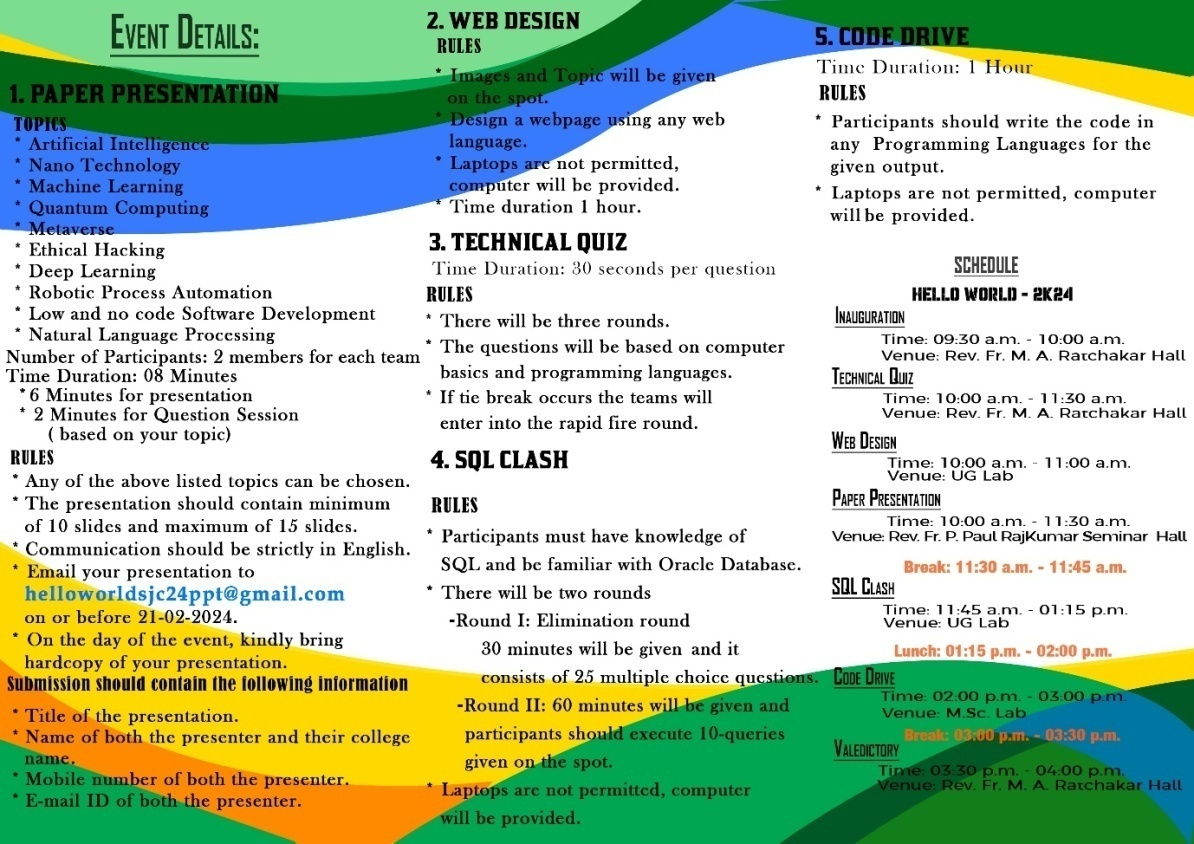 EVENT DETAILS:
1. PAPER PRESENTATION
TOPICS
* Artificial Intelligence
* Nano Technology
* Machine Learning
* Quantum Computing
* Metaverse
* Ethical Hacking
* Deep Learning
* Robotic Process Automation
* Low and no code Software Development
* Natural Language Processing
Number of Participants: 2 members for each team
Time Duration: 08 Minutes
*6 Minutes for presentation
* 2 Minutes for Question Session
( based on your topic)
RULES
* Any of the above listed topics can be chosen.
* The presentation should contain minimum
of 10 slides and maximum of 15 slides.
* Communication should be strictly in English.
* Email your presentation to
helloworldsjc24ppt@gmail.com
on or before 21-02-2024.
* On the day of the event, kindly bring
hardcopy of your presentation.
Submission should contain the following information
* Title of the presentation.
* Name of both the presenter and their college
name.
* Mobile number of both the presenter.
* E-mail ID of both the presenter.
2. WEB DESIGN
RULES
* Images and Topic will be given
on the spot.
* Design a webpage using any web
language.
* Laptops are not permitted,
computer will be provided.
* Time duration 1 hour.
3. TECHNICAL QUIZ
Time Duration: 30 seconds per question
RULES
* There will be three rounds.
* The questions will be based on computer
basics and programming languages.
* If tie break occurs the teams will
enter into the rapid fire round.
4. SQL CLASH
RULES
* Participants must have knowledge of
SQL and be familiar with Oracle Database.
* There will be two rounds
-Round I: Elimination round
30 minutes will be given and it
consists of 25 multiple choice questions.
-Round II: 60 minutes will be given and
participants should execute 10-queries
given on the spot.
* Laptops are not permitted, computer
will be provided.
5. CODE DRIVE
Time Duration: 1 Hour
RULES
* Participants should write the code in
any Programming Languages for the
given output.
* Laptops are not permitted, computer
will be provided.
SCHEDULE
HELLO WORLD - 2K24
INAUGURATION
Time: 09:30 a.m. - 10:00 a.m.
Venue: Rev. Fr. M. A. Ratchakar Hall
TECHNICAL QUIZ
Time: 10:00 a.m. - 11:30 a.m.
Venue: Rev. Fr. M. A. Ratchakar Hall
WEB DESIGN
Time: 10:00 a.m. - 11:00 a.m.
Venue: UG Lab
PAPER PRESENTATION
Time: 10:00 a.m. - 11:30 a.m.
Venue: Rev. Fr. P. Paul RajKumar Seminar Hall
Break: 11:30 a.m. - 11:45 a.m.
SQL CLASH
Time: 11:45 a.m. - 01:15 p.m.
Venue: UG Lab
Lunch: 01:15 p.m. - 02:00 p.m.
CODE DRIVE
Time: 02:00 p.m. - 03:00 p.m.
Venue: M.Sc. Lab
Break: 03:00 p.m. - 03:30 p.m.
VALEDICTORY
Time: 03:30 p.m. - 04:00 p.m.
Venue: Rev. Fr. M. A. Ratchakar Hall